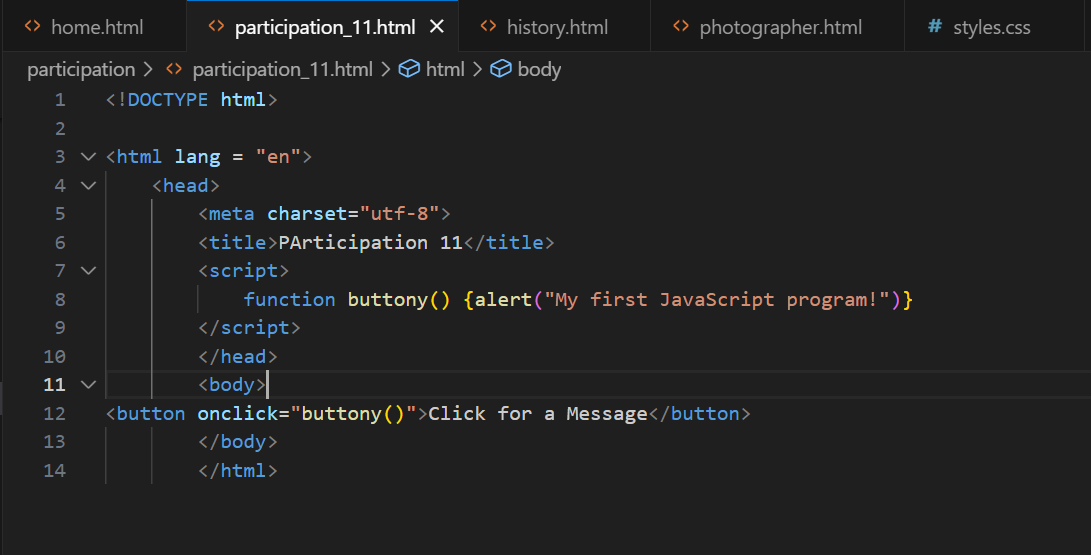 home.html participation_11.html history.html photographer.html styles.css
participation > participation_11.html > html > body
1 <!DOCTYPE html>
2
3 <html lang = "en">
4 <head>
5 <meta charset="utf-8">
6 <title>PArticipation 11</title>
7 <script>
8 function buttony() {alert("My first JavaScript program!")}
9 </script>
10 </head>
11 <body>
12 <button onclick="buttony()">Click for a Message</button>
13 </body>
14 </html>